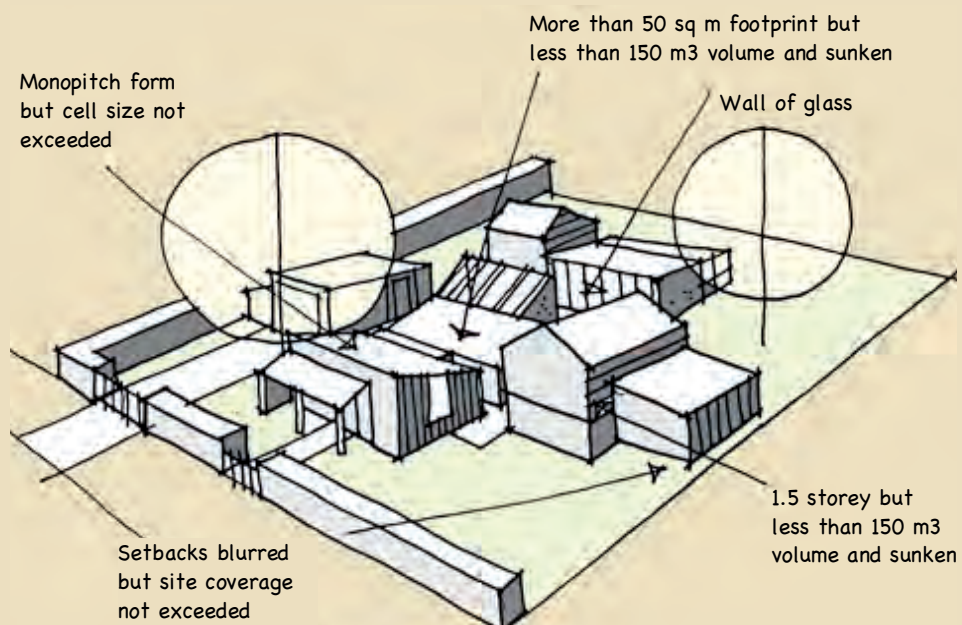 More than 50 sq m footprint but
less than 150 m3 volume and sunken
Monopitch form
but cell size not
exceeded
Wall of glass
1.5 storey but
less than 150 m3
volume and sunken
Setbacks blurred
but site coverage
not exceeded